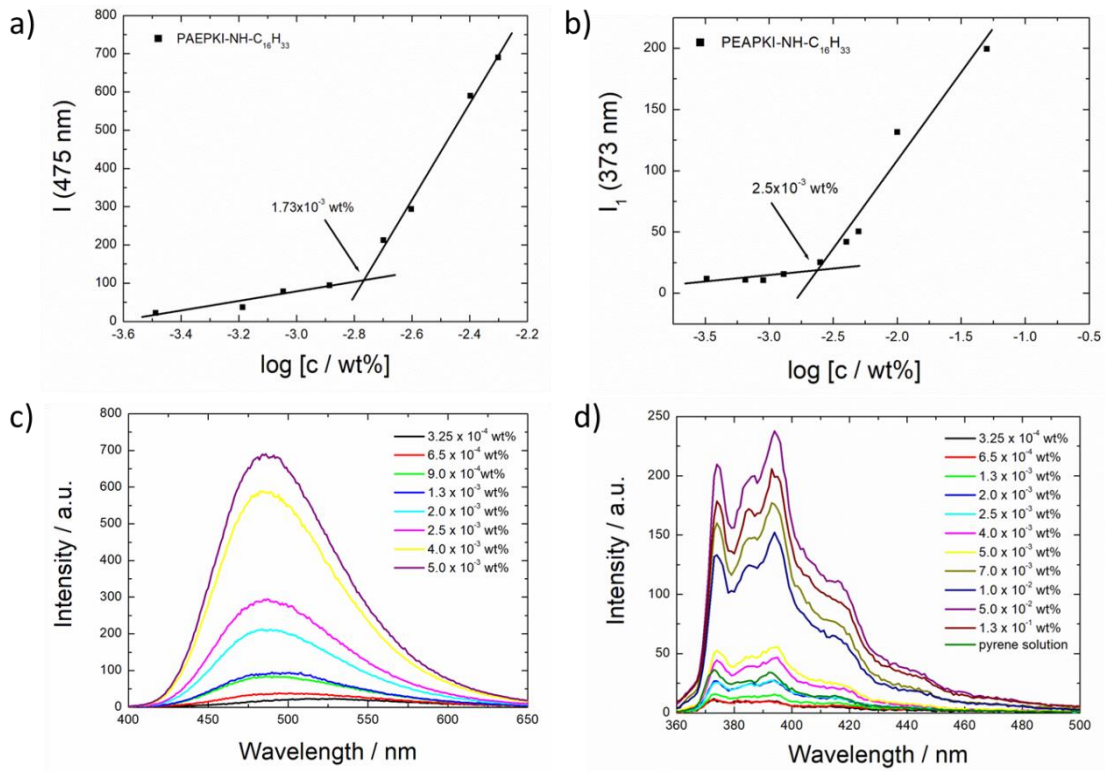 a)
800
700
600
500
400
300
200
100
0
I (475 nm)
■ PAEPKI-NH-C₁₆H₃₃
1.73x10⁻³ wt%
-3.6 -3.4 -3.2 -3.0 -2.8 -2.6 -2.4 -2.2
log [c / wt%]
b)
200
150
100
50
0
I₁ (373 nm)
■ PEAPKI-NH-C₁₆H₃₃
2.5x10⁻³ wt%
-3.5 -3.0 -2.5 -2.0 -1.5 -1.0 -0.5
log [c / wt%]
c)
800
700
600
500
400
300
200
100
0
Intensity / a.u.
3.25 x 10⁻⁴ wt%
6.5 x 10⁻⁴ wt%
9.0 x 10⁻⁴wt%
1.3 x 10⁻³ wt%
2.0 x 10⁻³ wt%
2.5 x 10⁻³ wt%
4.0 x 10⁻³ wt%
5.0 x 10⁻³ wt%
400 450 500 550 600 650
Wavelength / nm
d)
250
200
150
100
50
0
Intensity / a.u.
3.25 x 10⁻⁴ wt%
6.5 x 10⁻⁴ wt%
1.3 x 10⁻³ wt%
2.0 x 10⁻³ wt%
2.5 x 10⁻³ wt%
4.0 x 10⁻³ wt%
5.0 x 10⁻³ wt%
7.0 x 10⁻³ wt%
1.0 x 10⁻² wt%
5.0 x 10⁻² wt%
1.3 x 10⁻¹ wt%
pyrene solution
360 380 400 420 440 460 480 500
Wavelength / nm